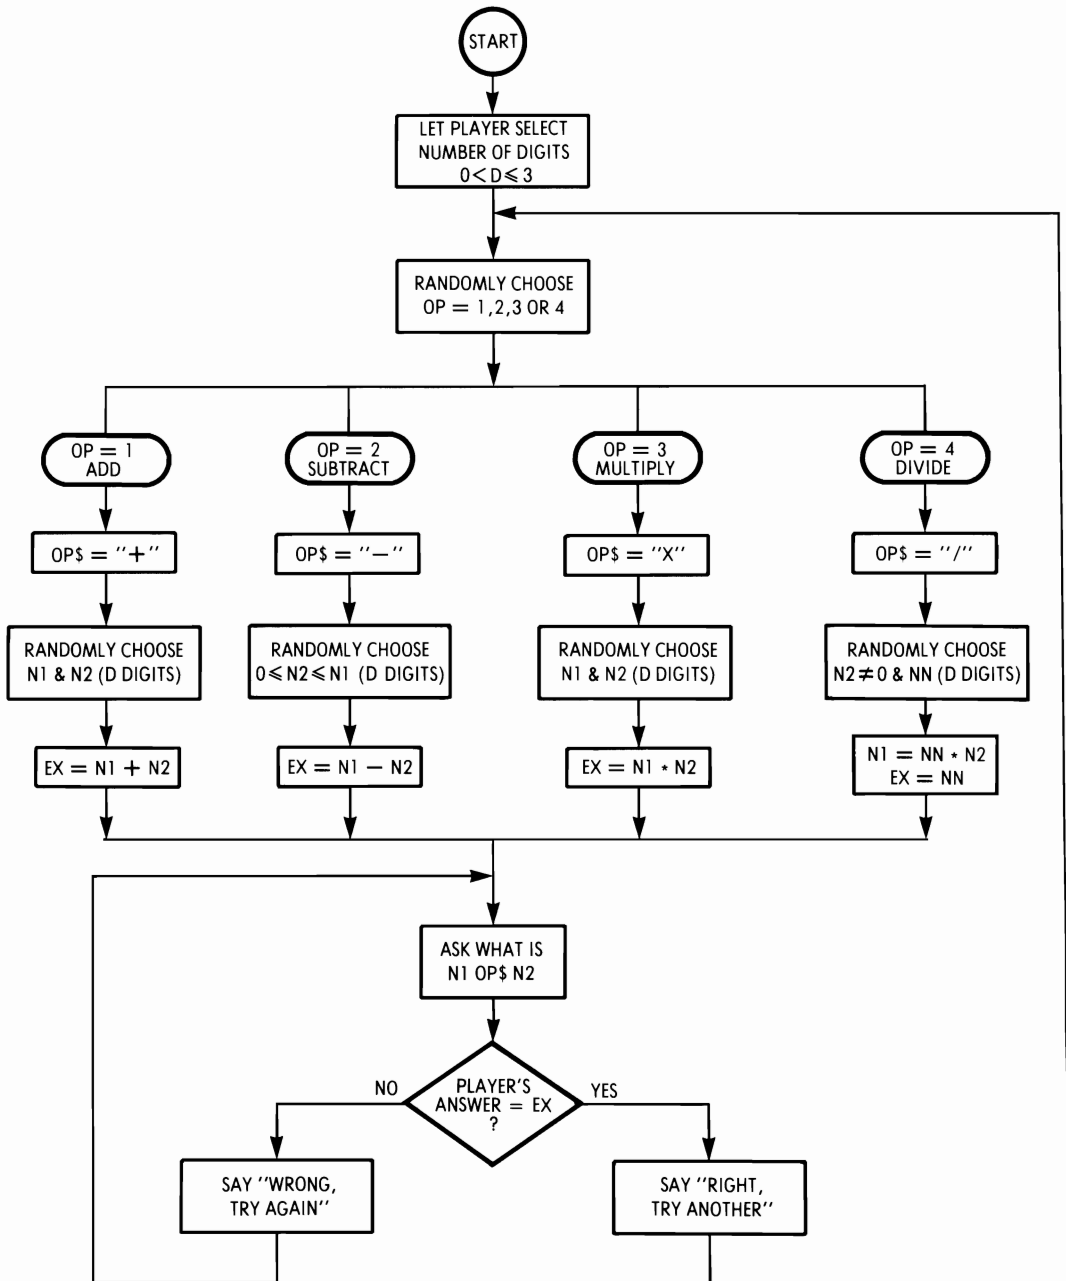 START
LET PLAYER SELECT
NUMBER OF DIGITS
0<D⩽3
RANDOMLY CHOOSE
OP = 1,2,3 OR 4
OP = 1
ADD
OP = 2
SUBTRACT
OP = 3
MULTIPLY
OP = 4
DIVIDE
OP$ = "+"
OP$ = "—"
OP$ = "X"
OP$ = "/"
RANDOMLY CHOOSE
N1 & N2 (D DIGITS)
RANDOMLY CHOOSE
0⩽N2⩽N1 (D DIGITS)
RANDOMLY CHOOSE
N1 & N2 (D DIGITS)
RANDOMLY CHOOSE
N2≠0 & NN (D DIGITS)
EX = N1 + N2
EX = N1 — N2
EX = N1 * N2
N1 = NN * N2
EX = NN
ASK WHAT IS
N1 OP$ N2
NO
PLAYER'S
ANSWER = EX
?
YES
SAY "WRONG,
TRY AGAIN"
SAY "RIGHT,
TRY ANOTHER"